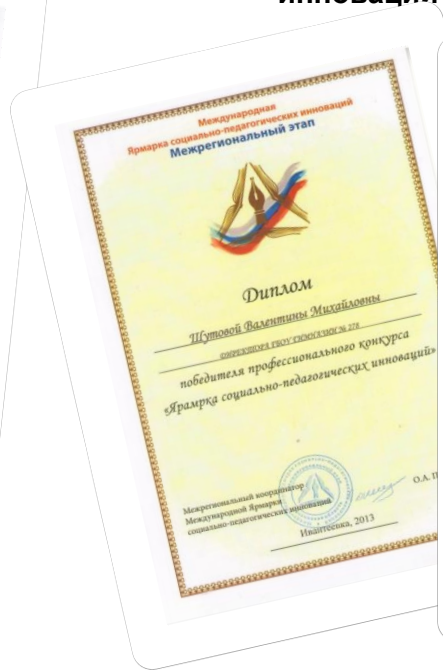 Международная
Ярмарка социально-педагогических инноваций
Межрегиональный этап
Диплом
Шутовой Валентины Михайловны
победителя профессионального конкурса
«Ярмарка социально-педагогических инноваций»
Межрегиональный координатор
Международной Ярмарки
социально-педагогических инноваций
О.А.
Ивантеевка, 2013